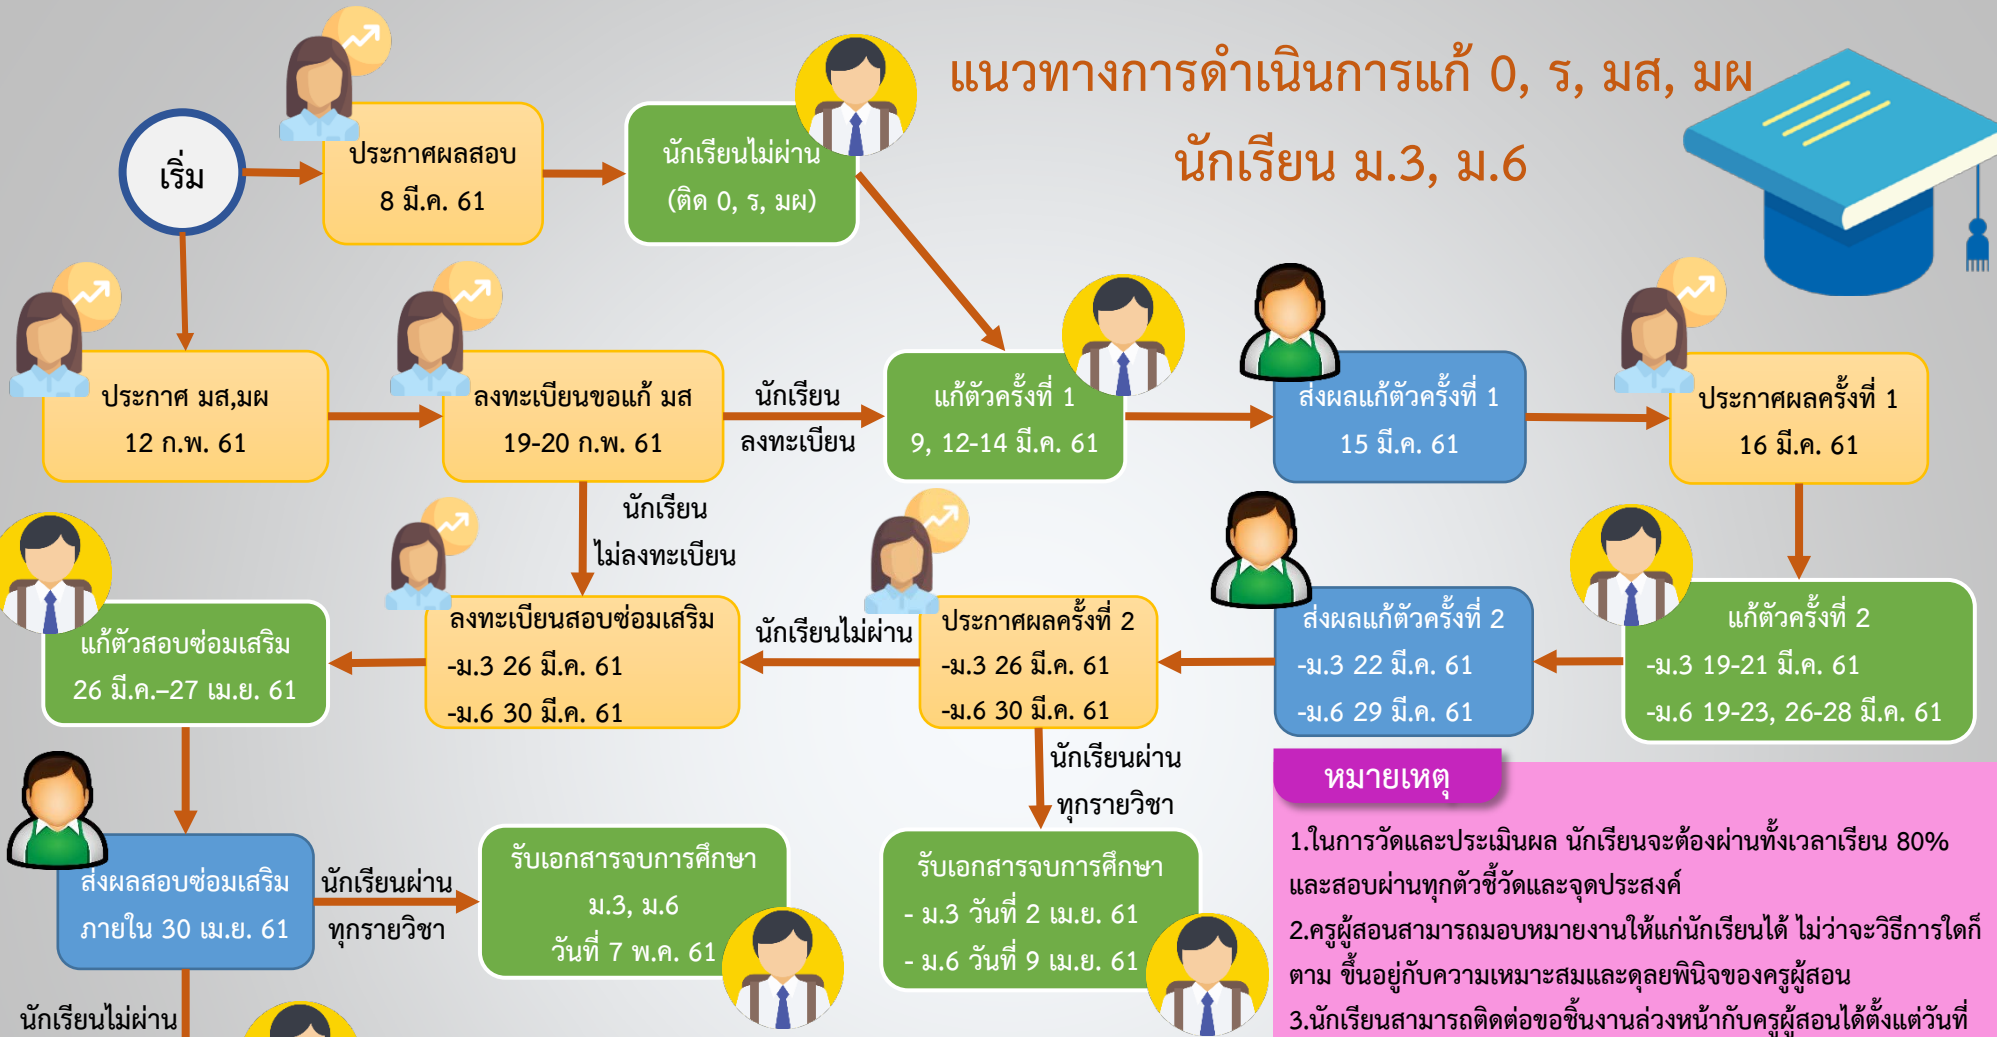 แนวทางการดำเนินการแก้ 0, ร, มส, มผ
นักเรียน ม.3, ม.6
เริ่ม
ประกาศผลสอบ
8 มี.ค. 61
นักเรียนไม่ผ่าน
(ติด 0, ร, มผ)
ประกาศ มส,มผ
12 ก.พ. 61
ลงทะเบียนขอแก้ มส
19-20 ก.พ. 61
นักเรียน
ลงทะเบียน
แก้ตัวครั้งที่ 1
9, 12-14 มี.ค. 61
ส่งผลแก้ตัวครั้งที่ 1
15 มี.ค. 61
ประกาศผลครั้งที่ 1
16 มี.ค. 61
นักเรียน
ไม่ลงทะเบียน
แก้ตัวครั้งที่ 2
-ม.3 19-21 มี.ค. 61
-ม.6 19-23, 26-28 มี.ค. 61
ส่งผลแก้ตัวครั้งที่ 2
-ม.3 22 มี.ค. 61
-ม.6 29 มี.ค. 61
ประกาศผลครั้งที่ 2
-ม.3 26 มี.ค. 61
-ม.6 30 มี.ค. 61
นักเรียนไม่ผ่าน
ลงทะเบียนสอบซ่อมเสริม
-ม.3 26 มี.ค. 61
-ม.6 30 มี.ค. 61
แก้ตัวสอบซ่อมเสริม
26 มี.ค.–27 เม.ย. 61
นักเรียนผ่าน
ทุกรายวิชา
รับเอกสารจบการศึกษา
- ม.3 วันที่ 2 เม.ย. 61
- ม.6 วันที่ 9 เม.ย. 61
ส่งผลสอบซ่อมเสริม
ภายใน 30 เม.ย. 61
นักเรียนผ่าน
ทุกรายวิชา
รับเอกสารจบการศึกษา
ม.3, ม.6
วันที่ 7 พ.ค. 61
นักเรียนไม่ผ่าน
หมายเหตุ
1.ในการวัดและประเมินผล นักเรียนจะต้องผ่านทั้งเวลาเรียน 80%
และสอบผ่านทุกตัวชี้วัดและจุดประสงค์
2.ครูผู้สอนสามารถมอบหมายงานให้แก่นักเรียนได้ ไม่ว่าจะวิธีการใดก็
ตาม ขึ้นอยู่กับความเหมาะสมและดุลยพินิจของครูผู้สอน
3.นักเรียนสามารถติดต่อขอชิ้นงานล่วงหน้ากับครูผู้สอนได้ตั้งแต่วันที่